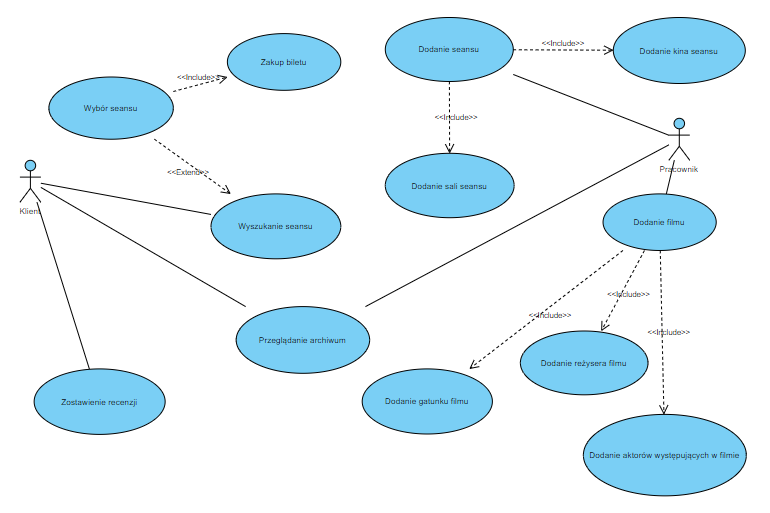 Dodanie seansu
<<Include>>
Dodanie kina seansu
Zakup biletu
<<Include>>
Wybór seansu
<<Include>>
<<Extend>>
Pracownik
Dodanie sali seansu
Klient
Wyszukanie seansu
Dodanie filmu
<<Include>>
<<Include>>
<<Include>>
Przeglądanie archiwum
Dodanie reżysera filmu
Zostawienie recenzji
Dodanie gatunku filmu
Dodanie aktorów występujących w filmie